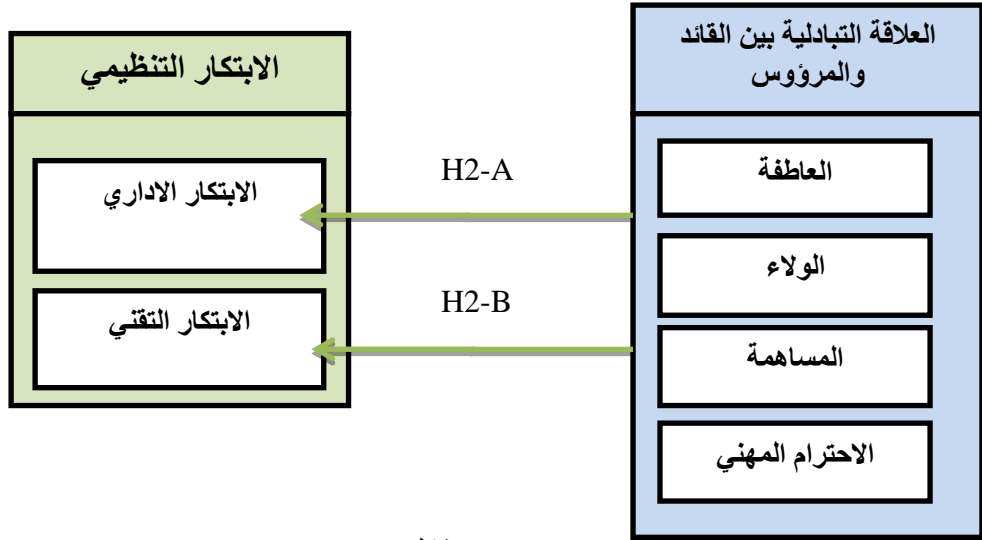 العلاقة التبادلية بين القائد
والمرؤوس
العاطفة
الولاء
المساهمة
الاحترام المهني
H2-A
H2-B
الابتكار التنظيمي
الابتكار الاداري
الابتكار التقني